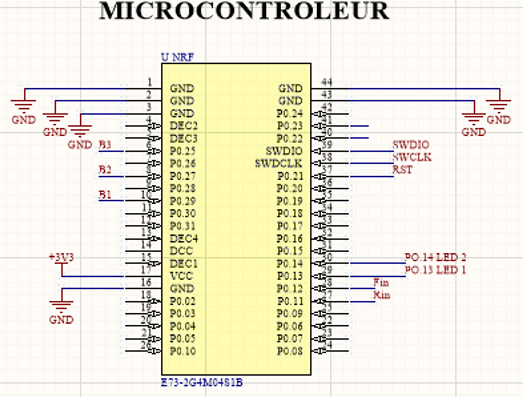 MICROCONTROLEUR
U NRF
1 GND GND 44
2 GND GND 43
3 GND P0.24 42
GND GND GND GND GND
DEC2 P0.23
DEC3 P0.22
B3 P0.25 SWDIO 39 SWDIO
P0.26 SWDCLK 38 SWCLK
B2 P0.27 P0.21 37 RST
P0.28 P0.20
B1 P0.29 P0.19
P0.30 P0.18
P0.31 P0.17
DEC4 P0.16
DCC P0.15
+3V3 15 DEC1 P0.14 PO.14 LED 2
17 VCC P0.13 PO.13 LED 1
16 GND P0.12 Fin
18 P0.02 P0.11 Rin
GND P0.03 P0.09
P0.04 P0.06
P0.05 P0.07
P0.10 P0.08
E73-2G4M04S1B